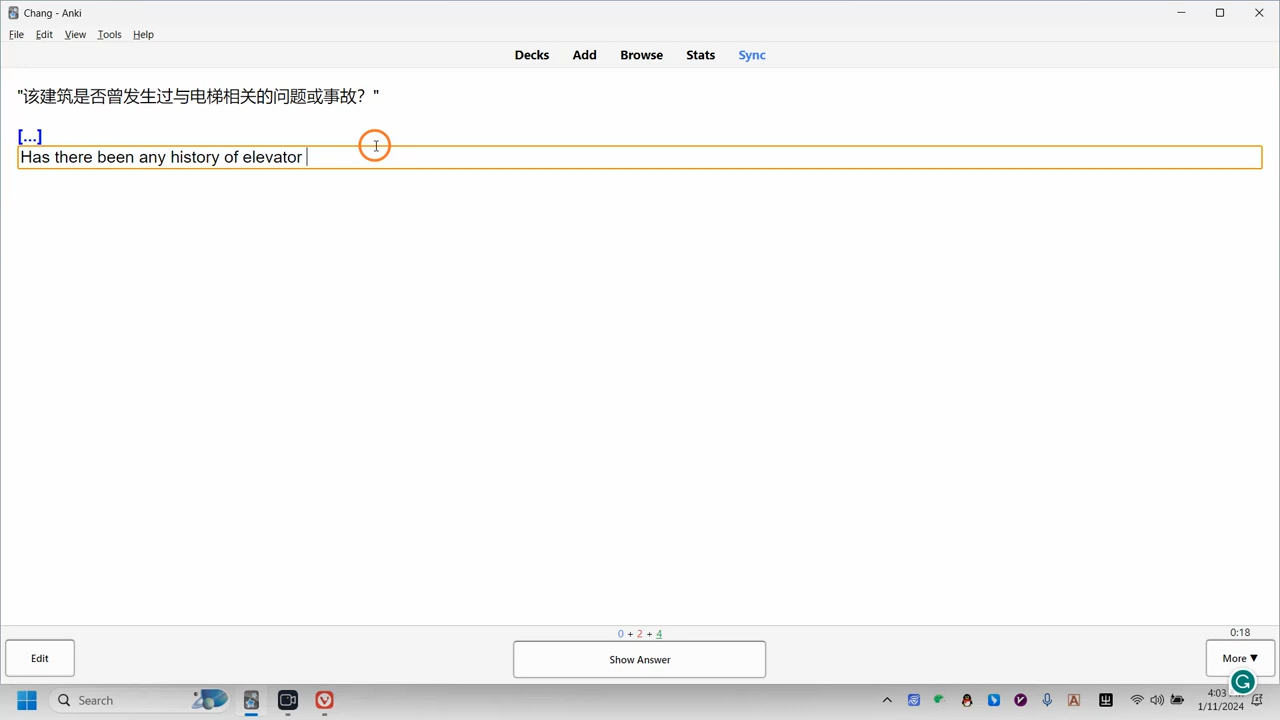 Chang - Anki
File Edit View Tools Help
Decks Add Browse Stats Sync
"该建筑是否曾发生过与电梯相关的问题或事故？"
[...]
Has there been any history of elevator
0 + 2 + 4
0:18
Edit
Show Answer
More ▼
Search
4:03
1/11/2024